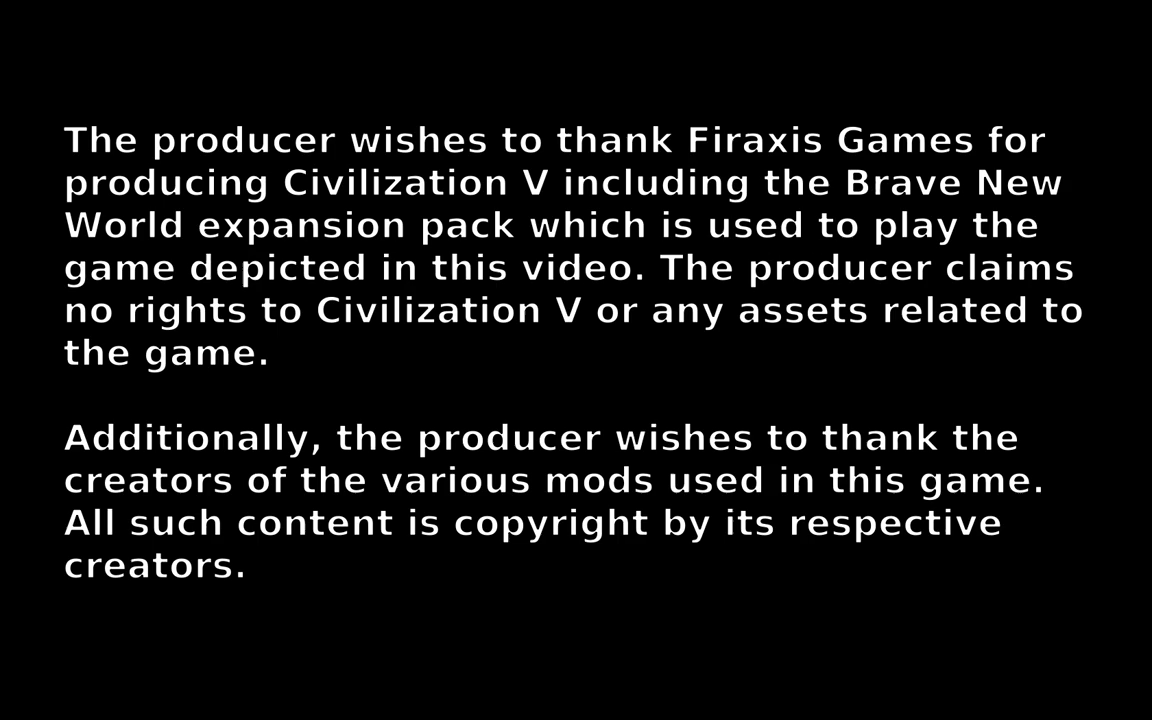 The producer wishes to thank Firaxis Games for
producing Civilization V including the Brave New
World expansion pack which is used to play the
game depicted in this video. The producer claims
no rights to Civilization V or any assets related to
the game.
Additionally, the producer wishes to thank the
creators of the various mods used in this game.
All such content is copyright by its respective
creators.